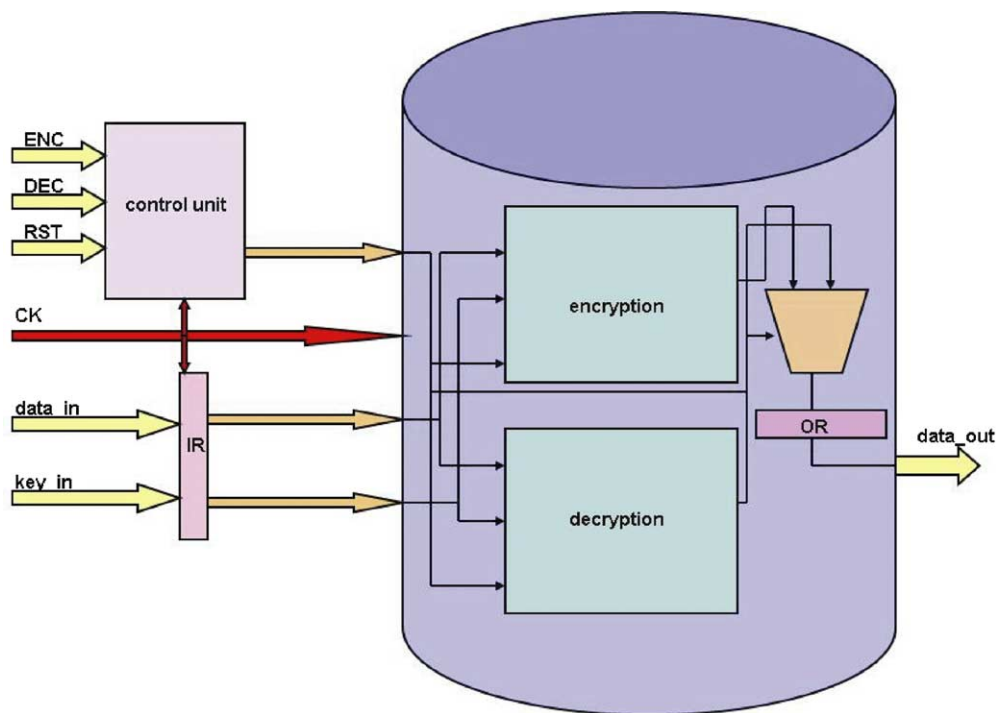 ENC
DEC
RST
control unit
CK
data_in
key_in
IR
encryption
decryption
OR
data_out